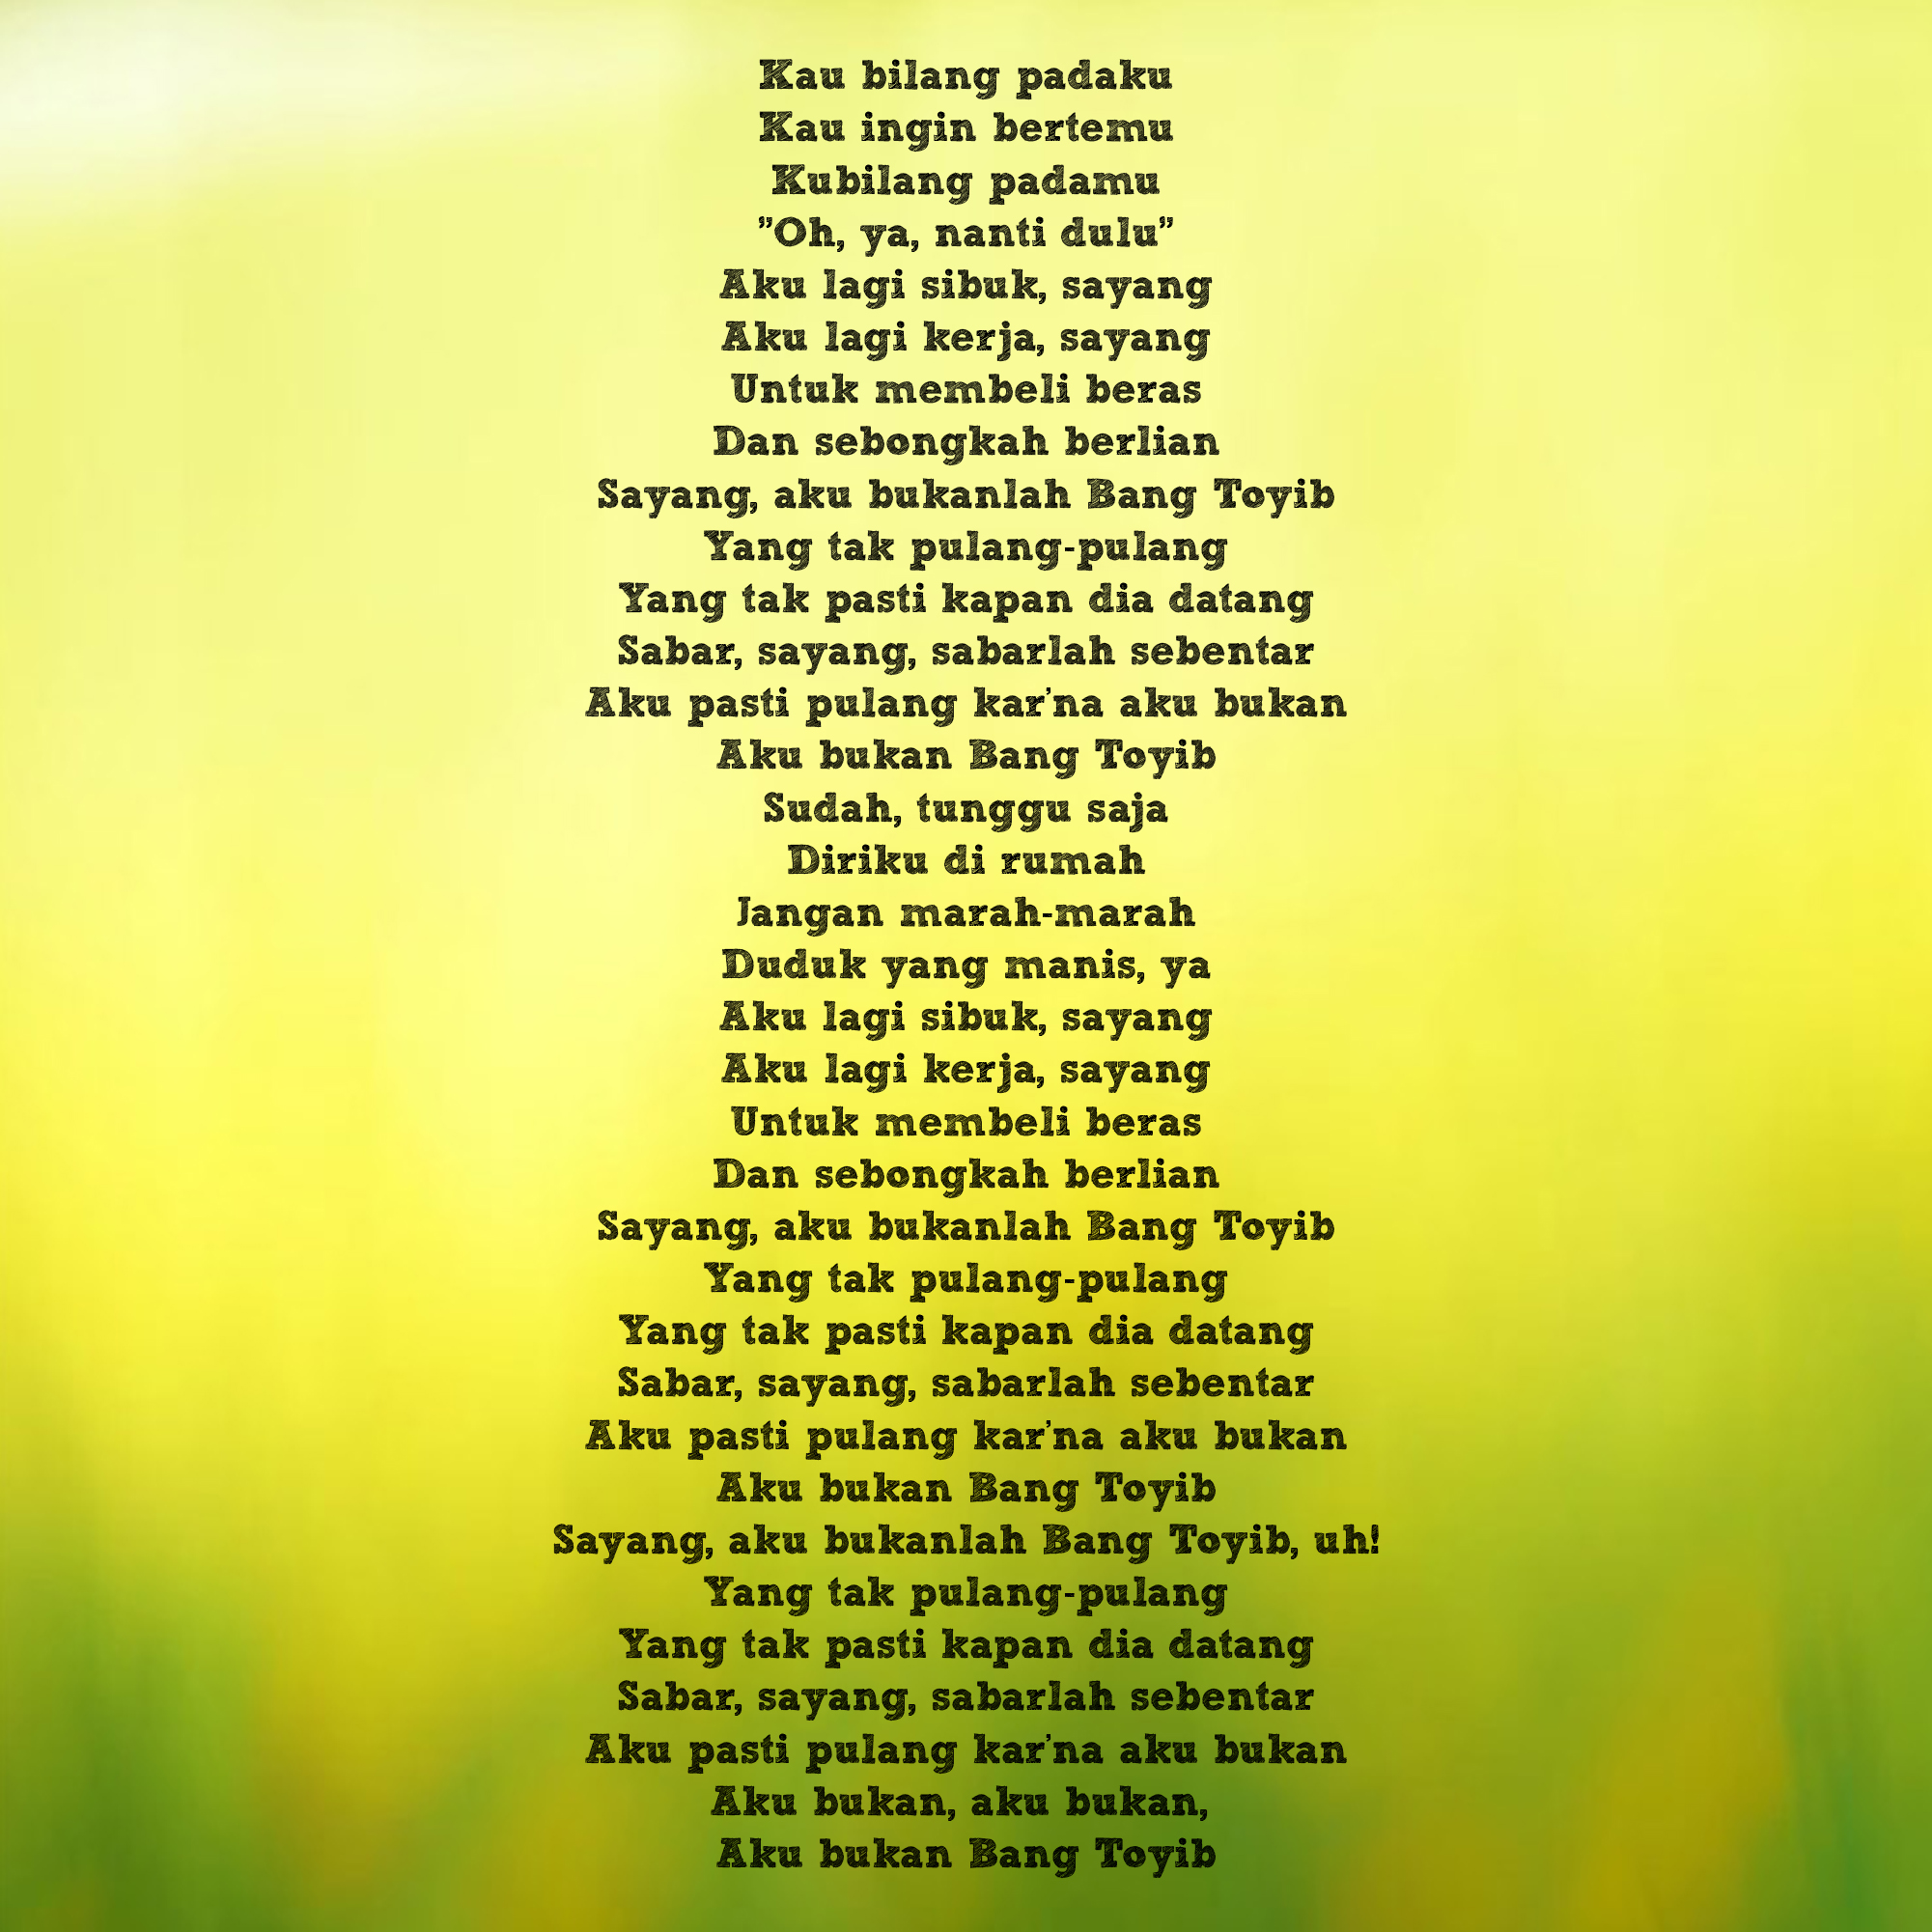 Kau bilang padaku
Kau ingin bertemu
Kubilang padamu
”Oh, ya, nanti dulu”
Aku lagi sibuk, sayang
Aku lagi kerja, sayang
Untuk membeli beras
Dan sebongkah berlian
Sayang, aku bukanlah Bang Toyib
Yang tak pulang-pulang
Yang tak pasti kapan dia datang
Sabar, sayang, sabarlah sebentar
Aku pasti pulang kar’na aku bukan
Aku bukan Bang Toyib
Sudah, tunggu saja
Diriku di rumah
Jangan marah-marah
Duduk yang manis, ya
Aku lagi sibuk, sayang
Aku lagi kerja, sayang
Untuk membeli beras
Dan sebongkah berlian
Sayang, aku bukanlah Bang Toyib
Yang tak pulang-pulang
Yang tak pasti kapan dia datang
Sabar, sayang, sabarlah sebentar
Aku pasti pulang kar’na aku bukan
Aku bukan Bang Toyib
Sayang, aku bukanlah Bang Toyib, uh!
Yang tak pulang-pulang
Yang tak pasti kapan dia datang
Sabar, sayang, sabarlah sebentar
Aku pasti pulang kar’na aku bukan
Aku bukan, aku bukan,
Aku bukan Bang Toyib